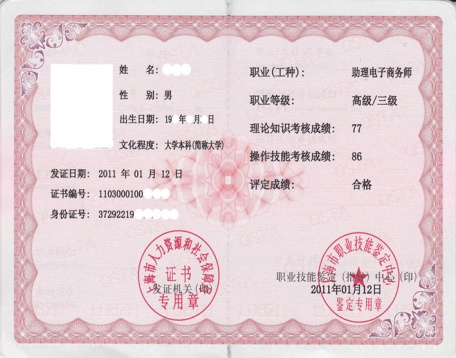 姓 名:
性 别: 男
出生日期: 19 年 月 日
文化程度: 大学本科(简称大学)
发证日期: 2011 年 01 月 12 日
证书编号: 1103000100
身份证号: 37292219
上海市人力资源和社会保障局
证书
专用章
发证机关(印)
职业(工种): 助理电子商务师
职业等级: 高级/三级
理论知识考核成绩: 77
操作技能考核成绩: 86
评定成绩: 合格
上海市职业技能鉴定中心
职业技能鉴定(指导)中心(印)
2011年01月12日
鉴定专用章